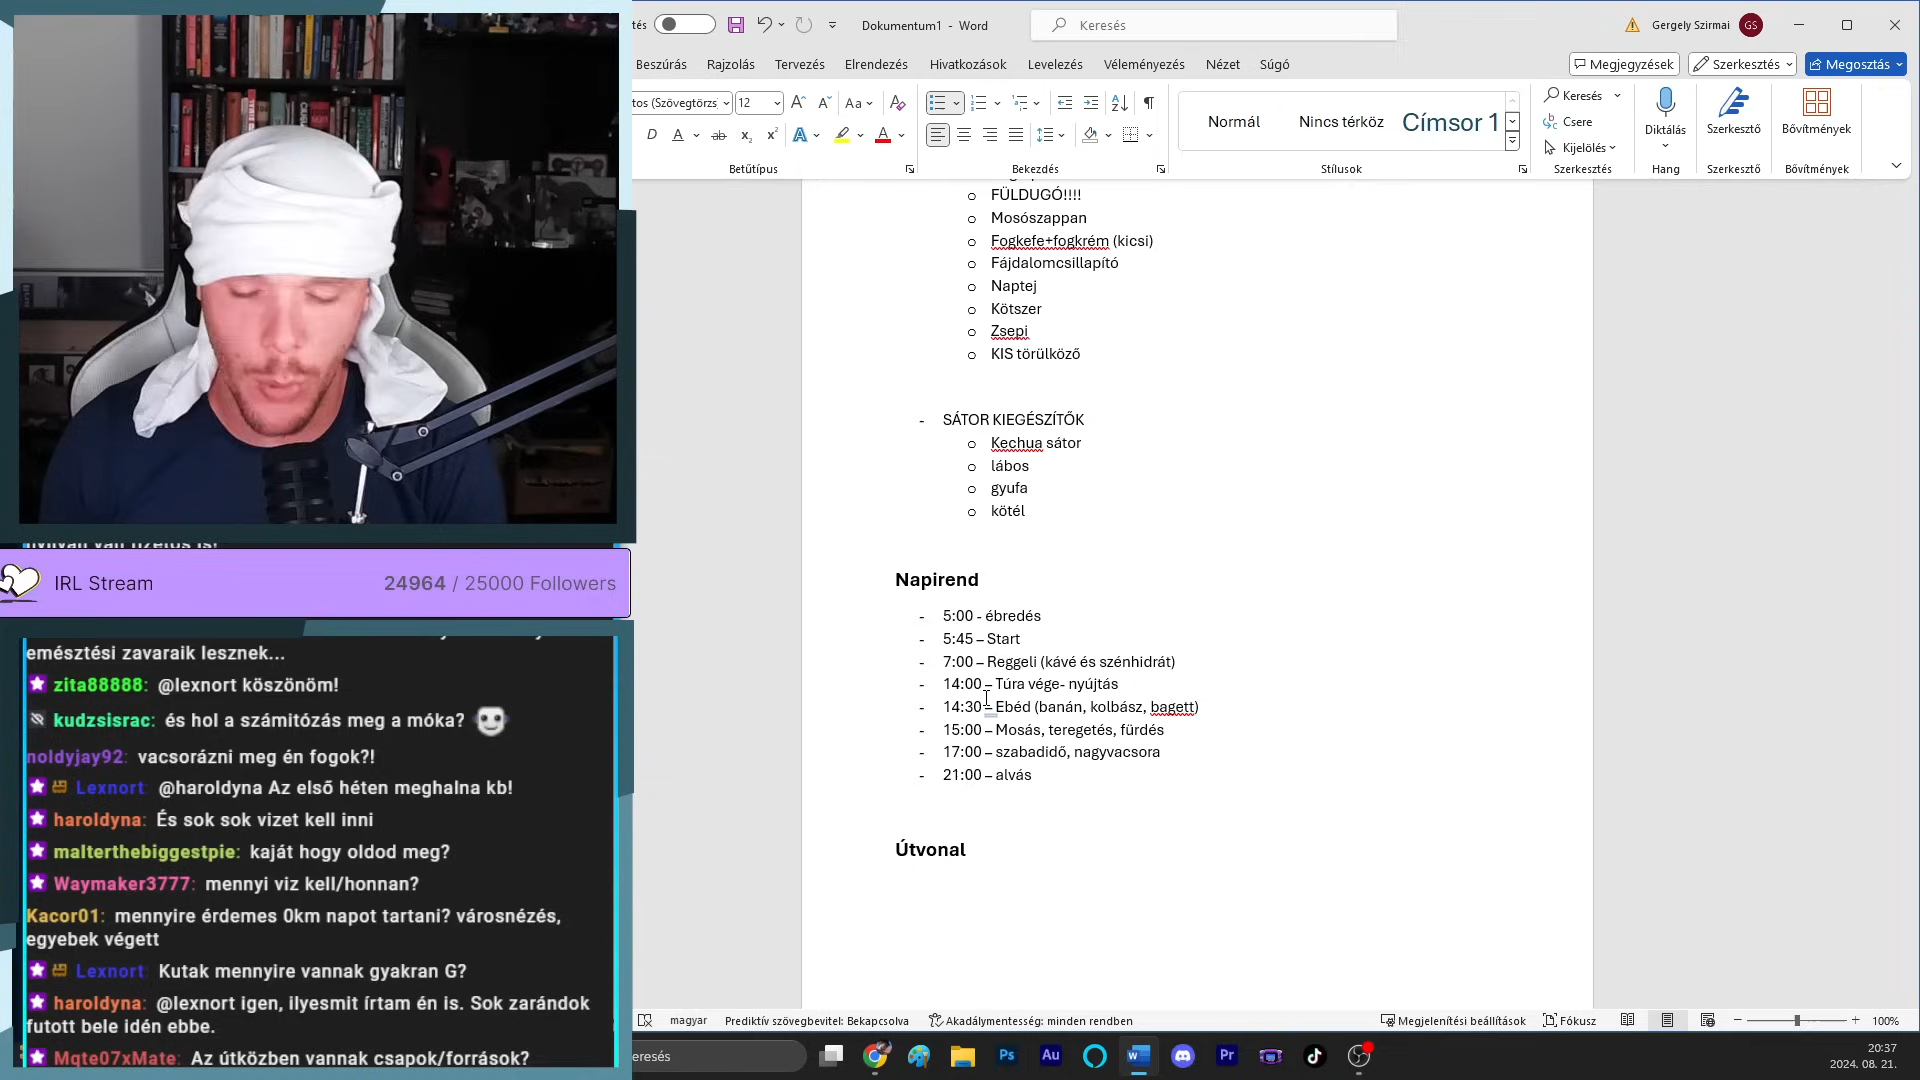 tés
Dokumentum1 - Word
Keresés
Gergely Szirmai
GS
Beszúrás
Rajzolás
Tervezés
Elrendezés
Hivatkozások
Levelezés
Véleményezés
Nézet
Súgó
Megjegyzések
Szerkesztés
Megosztás
tos (Szövegtörzs
12
Aa
Normál
Nincs térköz
Címsor 1
Keresés
Csere
Kijelölés
Diktálás
Szerkesztő
Bővítmények
Betűtípus
Bekezdés
Stílusok
Szerkesztés
Hang
Szerkesztő
Bővítmények
o FÜLDUGÓ!!!!
o Mosószappan
o Fogkefe+fogkrém (kicsi)
o Fájdalomcsillapító
o Naptej
o Kötszer
o Zsepi
o KIS törülköző
- SÁTOR KIEGÉSZÍTŐK
o Kechua sátor
o lábos
o gyufa
o kötél
Napirend
- 5:00 - ébredés
- 5:45 – Start
- 7:00 – Reggeli (kávé és szénhidrát)
- 14:00 – Túra vége- nyújtás
- 14:30 – Ebéd (banán, kolbász, bagett)
- 15:00 – Mosás, teregetés, fürdés
- 17:00 – szabadidő, nagyvacsora
- 21:00 – alvás
Útvonal
IRL Stream
24964 / 25000 Followers
emésztési zavaraik lesznek...
zita88888: @lexnort köszönöm!
kudzsisrac: és hol a számitózás meg a móka?
noldyjay92: vacsorázni meg én fogok?!
Lexnort: @haroldyna Az első héten meghalna kb!
haroldyna: És sok sok vizet kell inni
malterthebiggestpie: kaját hogy oldod meg?
Waymaker3777: mennyi viz kell/honnan?
Kacor01: mennyire érdemes 0km napot tartani? városnézés,
egyebek végett
Lexnort: Kutak mennyire vannak gyakran G?
haroldyna: @lexnort igen, ilyesmit írtam én is. Sok zarándok
futott bele idén ebbe.
Mqte07xMate: Az útközben vannak csapok/források?
magyar
Prediktív szövegbevitel: Bekapcsolva
Akadálymentesség: minden rendben
Megjelenítési beállítások
Fókusz
100%
eresés
Ps
Au
Pr
20:37
2024. 08. 21.